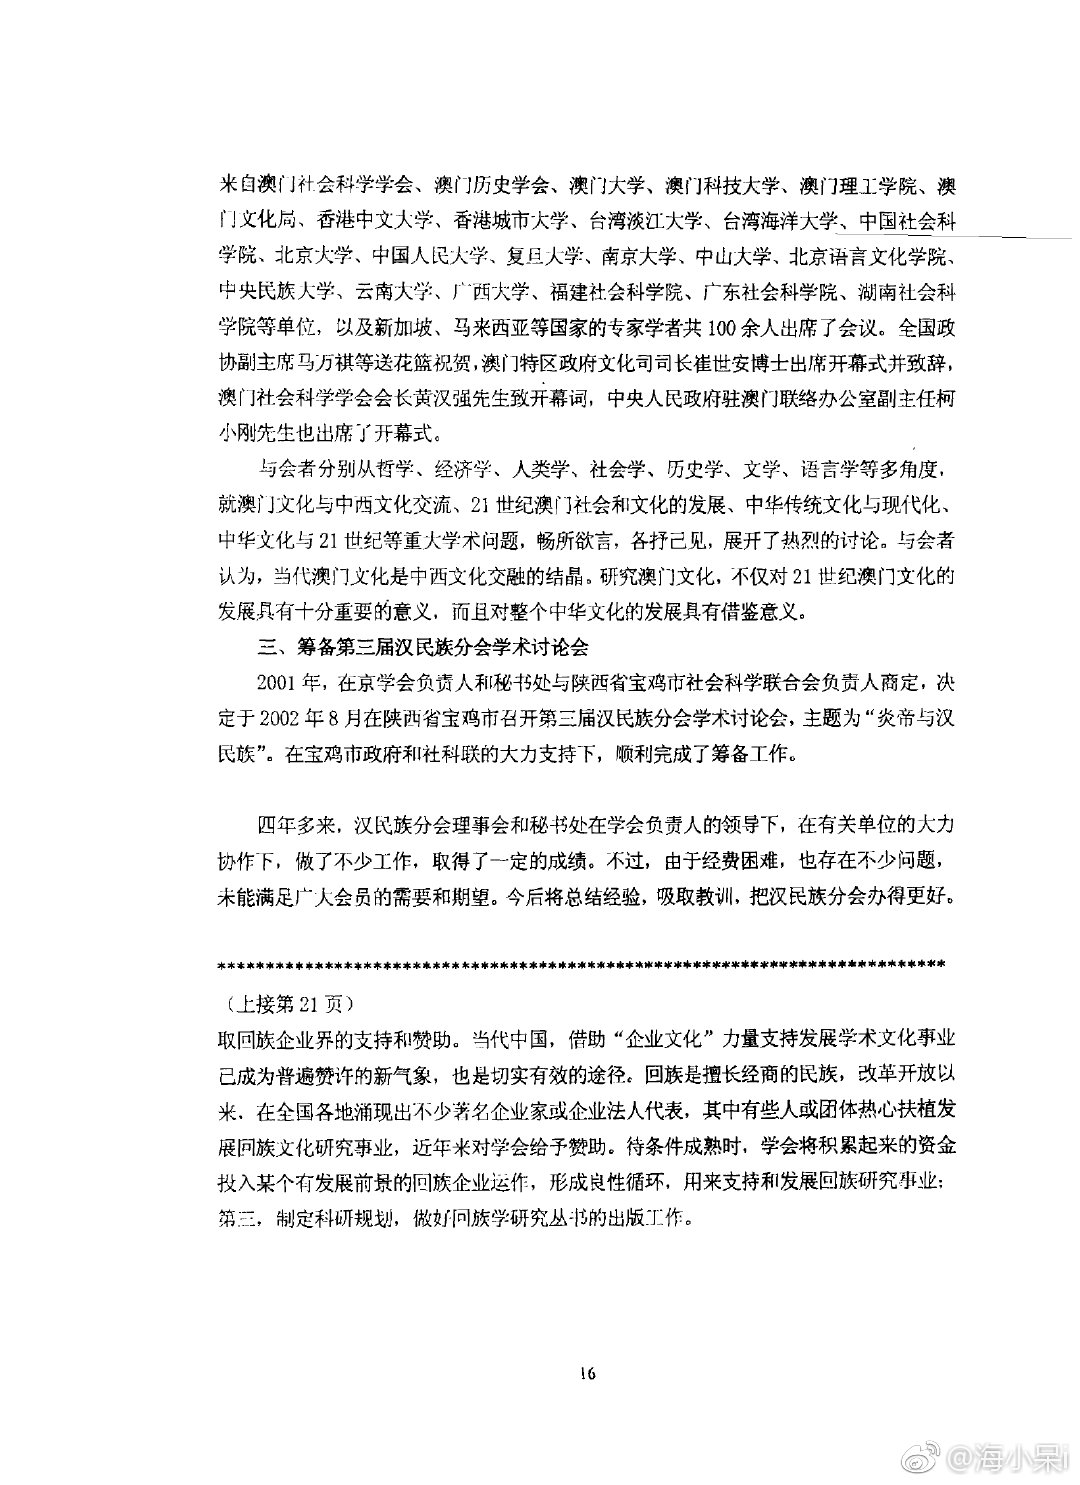 来自澳门社会科学学会、澳门历史学会、澳门大学、澳门科技大学、澳门理工学院、澳
门文化局、香港中文大学、香港城市大学、台湾淡江大学、台湾海洋大学、中国社会科
学院、北京大学、中国人民大学、复旦大学、南京大学、中山大学、北京语言文化学院、
中央民族大学、云南大学、广西大学、福建社会科学院、广东社会科学院、湖南社会科
学院等单位，以及新加坡、马来西亚等国家的专家学者共 100 余人出席了会议。全国政
协副主席马万祺等送花篮祝贺，澳门特区政府文化司司长崔世安博士出席开幕式并致辞，
澳门社会科学学会会长黄汉强先生致开幕词，中央人民政府驻澳门联络办公室副主任柯
小刚先生也出席了开幕式。
与会者分别从哲学、经济学、人类学、社会学、历史学、文学、语言学等多角度，
就澳门文化与中西文化交流、21 世纪澳门社会和文化的发展、中华传统文化与现代化、
中华文化与 21 世纪等重大学术问题，畅所欲言，各抒己见，展开了热烈的讨论。与会者
认为，当代澳门文化是中西文化交融的结晶。研究澳门文化，不仅对 21 世纪澳门文化的
发展具有十分重要的意义，而且对整个中华文化的发展具有借鉴意义。
三、筹备第三届汉民族分会学术讨论会
2001 年，在京学会负责人和秘书处与陕西省宝鸡市社会科学联合会负责人商定，决
定于 2002 年 8 月在陕西省宝鸡市召开第三届汉民族分会学术讨论会，主题为“炎帝与汉
民族”。在宝鸡市政府和社科联的大力支持下，顺利完成了筹备工作。
四年多来，汉民族分会理事会和秘书处在学会负责人的领导下，在有关单位的大力
协作下，做了不少工作，取得了一定的成绩。不过，由于经费困难，也存在不少问题，
未能满足广大会员的需要和期望。今后将总结经验，吸取教训，把汉民族分会办得更好。
***************************************************************************
（上接第 21 页）
取回族企业界的支持和赞助。当代中国，借助“企业文化”力量支持发展学术文化事业
已成为普遍赞许的新气象，也是切实有效的途径。回族是擅长经商的民族，改革开放以
来，在全国各地涌现出不少著名企业家或企业法人代表，其中有些人或团体热心扶植发
展回族文化研究事业，近年来对学会给予赞助。待条件成熟时，学会将积累起来的资金
投入某个有发展前景的回族企业运作，形成良性循环，用来支持和发展回族研究事业；
第三，制定科研规划，做好回族学研究丛书的出版工作。
16
@海小呆i